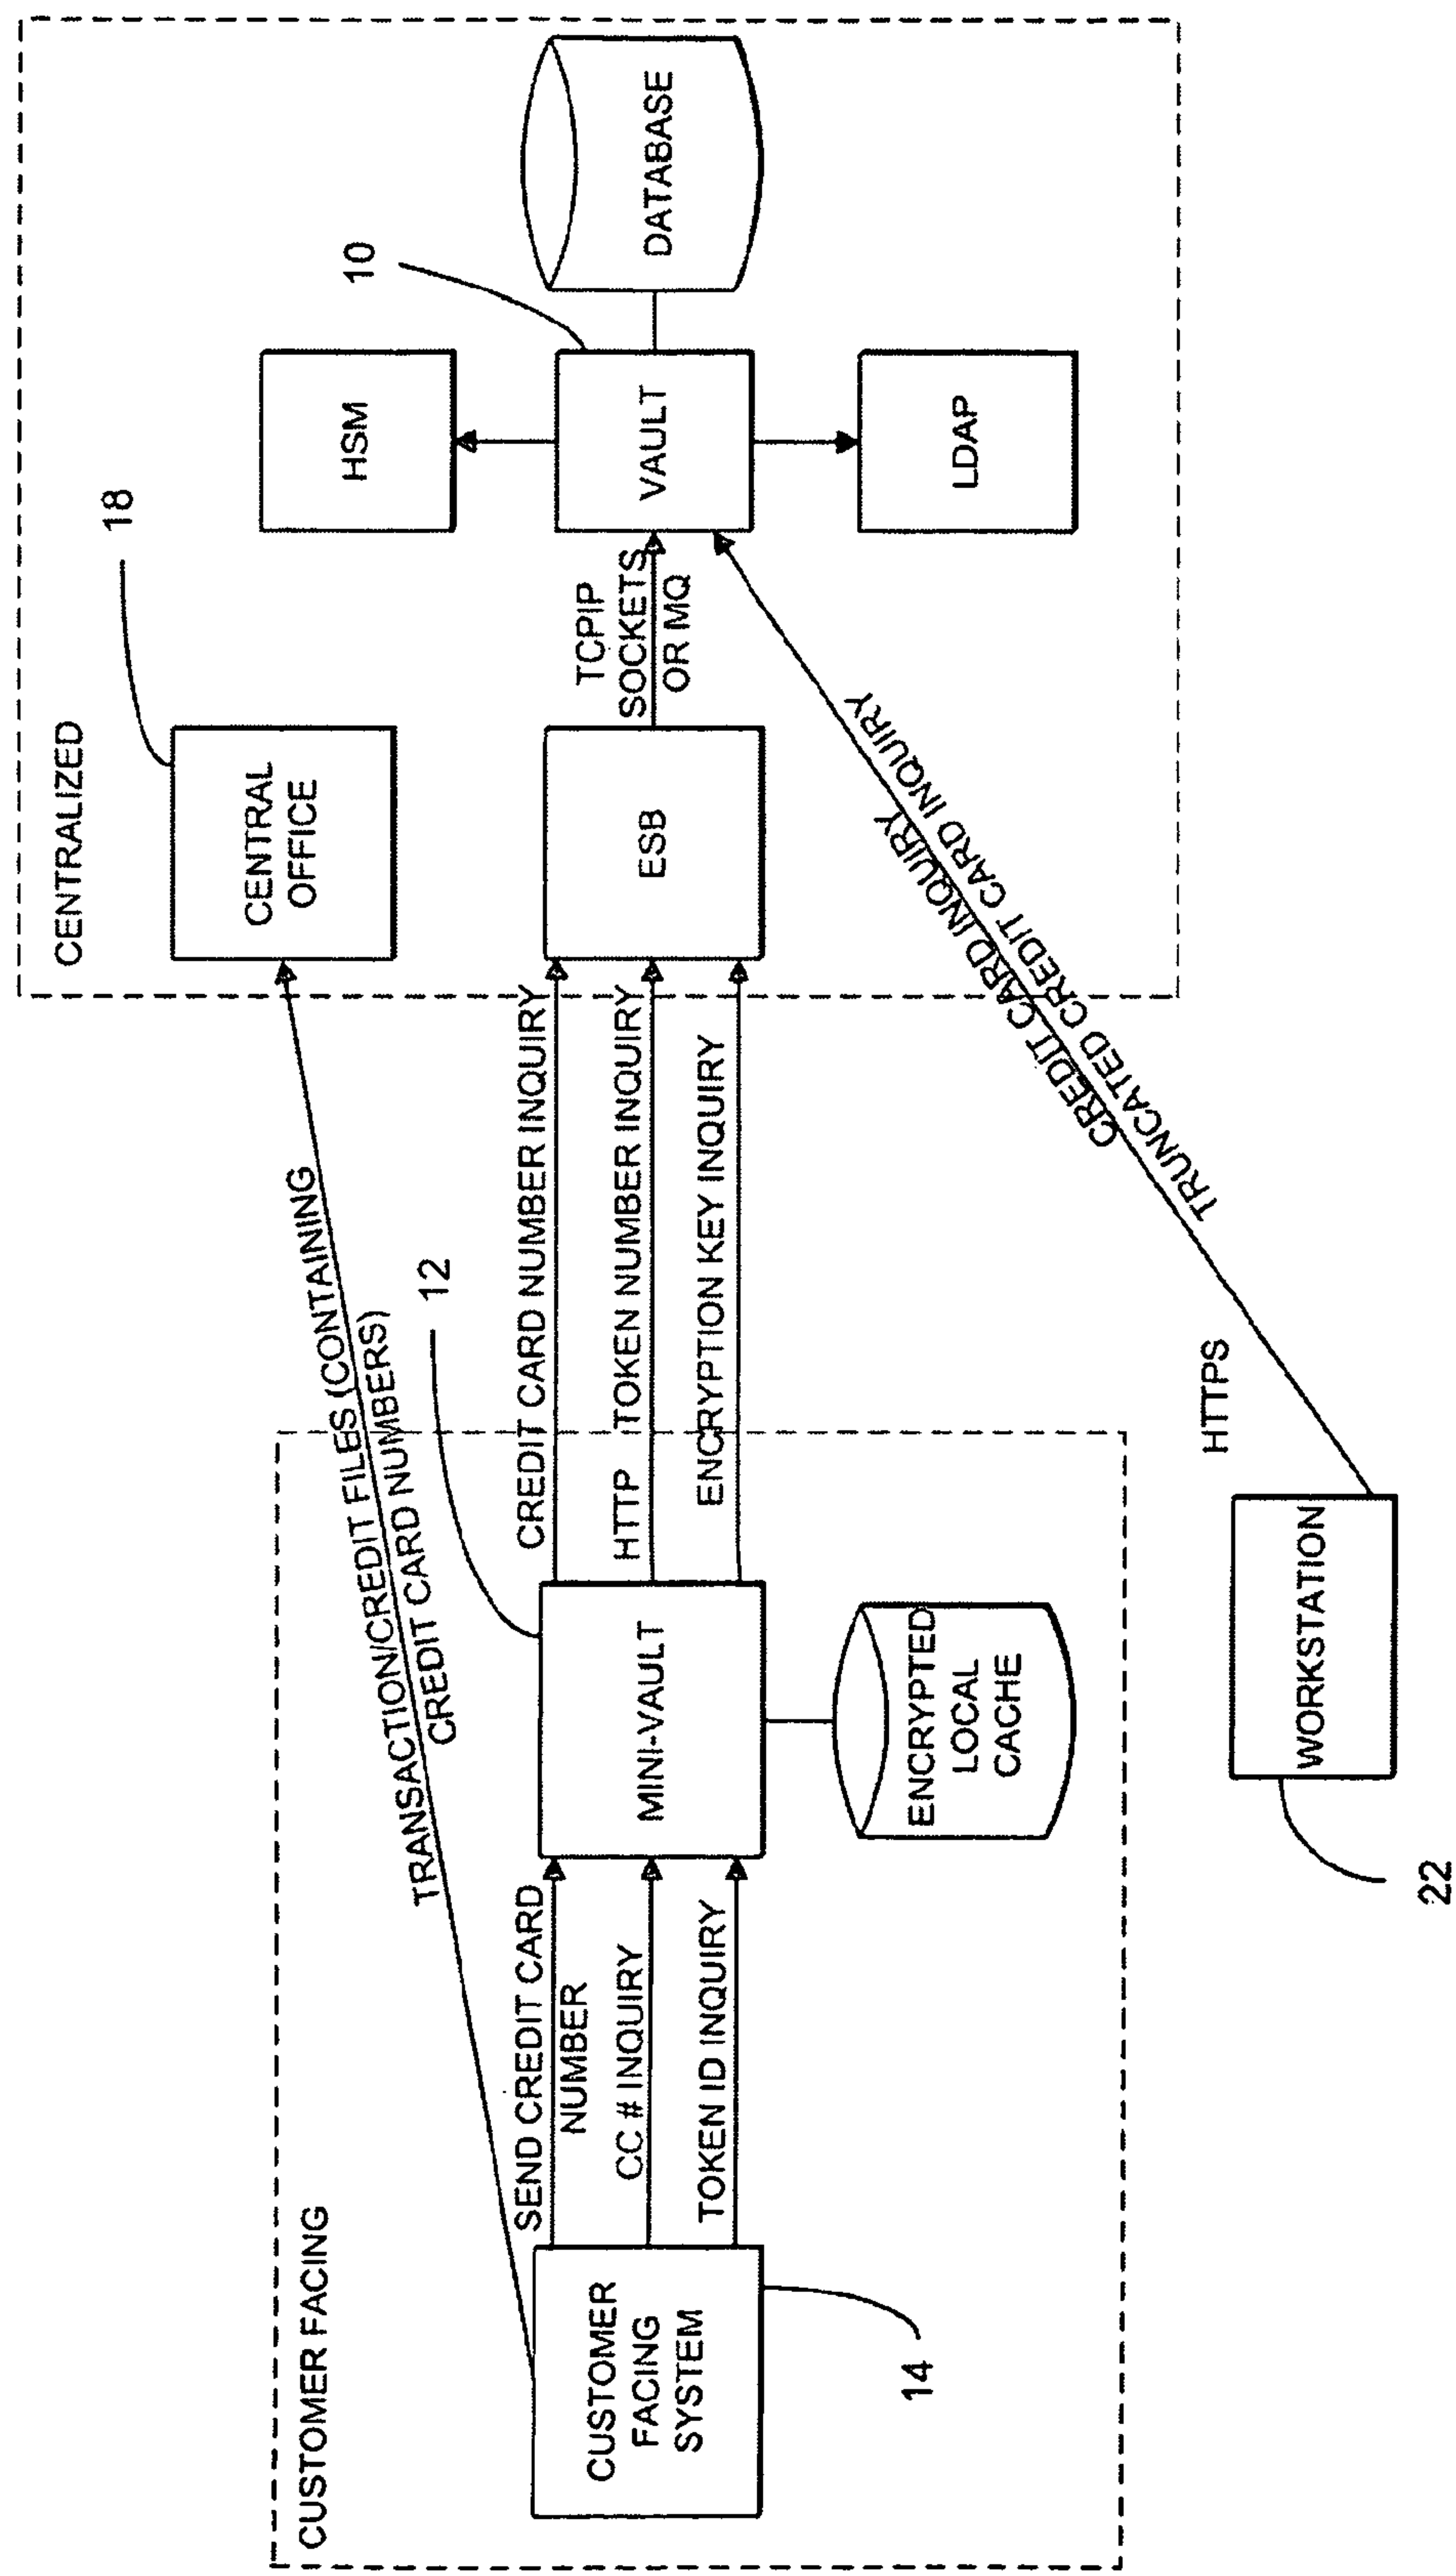 CUSTOMER FACING
CUSTOMER
FACING
SYSTEM
14
SEND CREDIT CARD
NUMBER
CC # INQUIRY
TOKEN ID INQUIRY
TRANSACTION/CREDIT FILES (CONTAINING
CREDIT CARD NUMBERS)
12
MINI-VAULT
ENCRYPTED
LOCAL
CACHE
CREDIT CARD NUMBER INQUIRY
HTTP TOKEN NUMBER INQUIRY
ENCRYPTION KEY INQUIRY
CENTRALIZED
18
CENTRAL
OFFICE
ESB
TCPIP
SOCKETS
OR MQ
10
HSM
VAULT
LDAP
DATABASE
22
WORKSTATION
HTTPS
CREDIT CARD INQUIRY
TRUNCATED CREDIT CARD INQUIRY